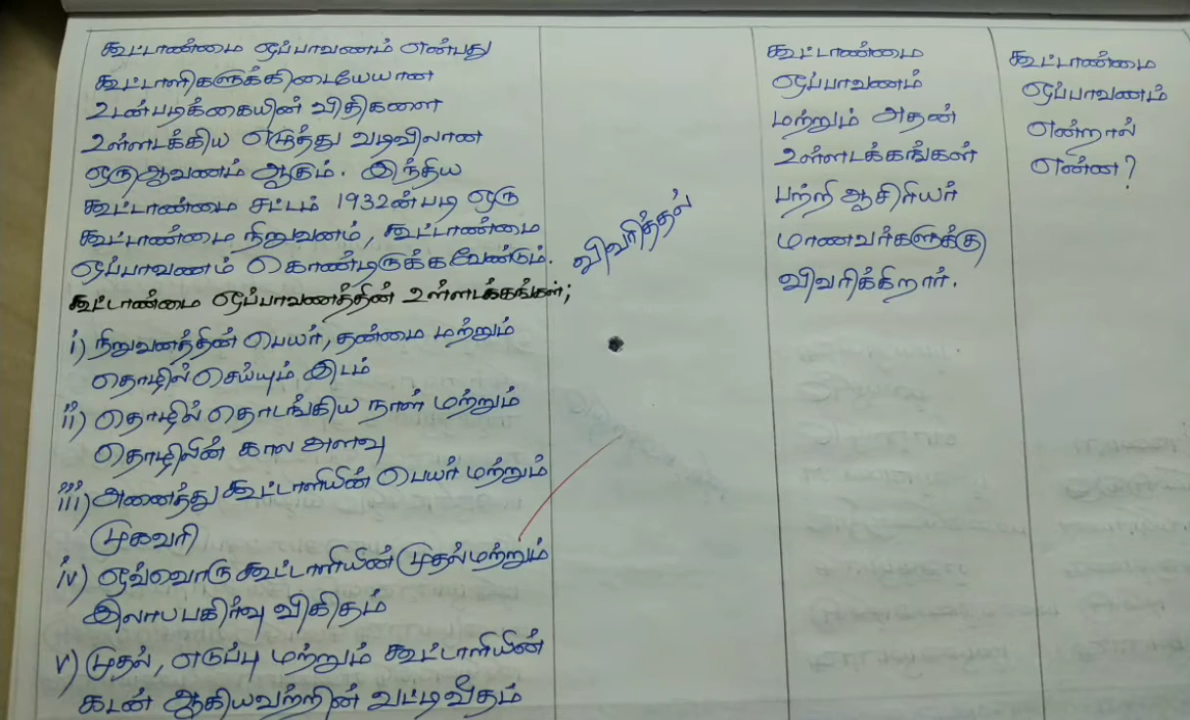 கூட்டாண்மை ஒப்பாவணம் என்பது
கூட்டாளிகளுக்கிடையேயான
உடன்படிக்கையின் விதிகளை
உள்ளடக்கிய எழுத்து வடிவிலான
ஒரு ஆவணம் ஆகும். இந்திய
கூட்டாண்மை சட்டம் 1932ன் படி ஒரு
கூட்டாண்மை நிறுவனம், கூட்டாண்மை
ஒப்பாவணம் கொண்டிருக்க வேண்டும்.
கூட்டாண்மை ஒப்பாவணத்தின் உள்ளடக்கங்கள்;
i) நிறுவனத்தின் பெயர், தன்மை மற்றும்
தொழில் செய்யும் இடம்
ii) தொழில் தொடங்கிய நாள் மற்றும்
தொழிலின் கால அளவு
iii) அனைத்து கூட்டாளியின் பெயர் மற்றும்
முகவரி
iv) ஒவ்வொரு கூட்டாளியின் முதல் மற்றும்
இலாபபகிர்வு விகிதம்
v) முதல், எடுப்பு மற்றும் கூட்டாளியின்
கடன் ஆகியவற்றின் வட்டி வீதம்
விவரித்தல்
கூட்டாண்மை
ஒப்பாவணம்
மற்றும் அதன்
உள்ளடக்கங்கள்
பற்றி ஆசிரியர்
மாணவர்களுக்கு
விவரிக்கிறார்.
கூட்டாண்மை
ஒப்பாவணம்
என்றால்
என்ன?